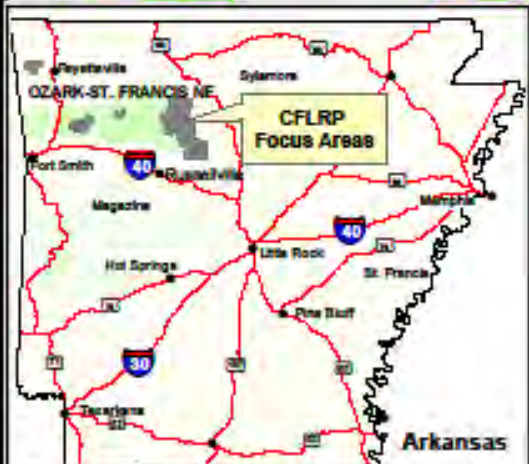 Fayetteville
Sylamore
OZARK-ST. FRANCIS NF
CFLRP
Focus Areas
Fort Smith
40
Russellville
Magazine
Memphis
40
Little Rock
Hot Springs
St. Francis
Pine Bluff
30
Texarkana
Arkansas